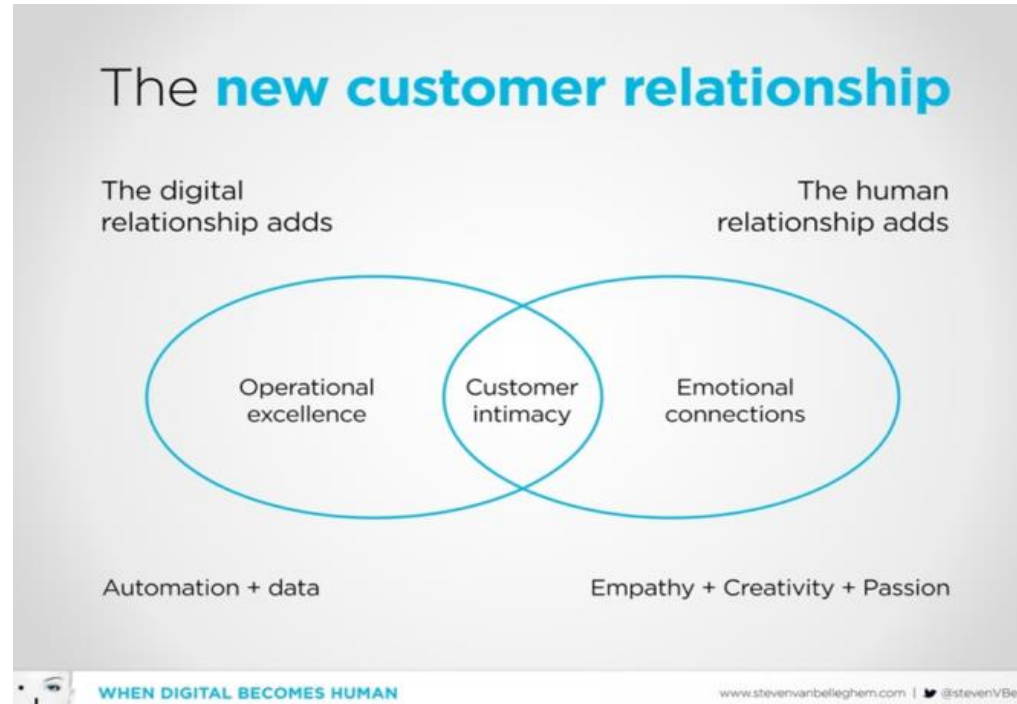 The new customer relationship
The digital
relationship adds
The human
relationship adds
Operational
excellence
Customer
intimacy
Emotional
connections
Automation + data
Empathy + Creativity + Passion
WHEN DIGITAL BECOMES HUMAN
www.stevenvanbelleghem.com | @stevenVBe